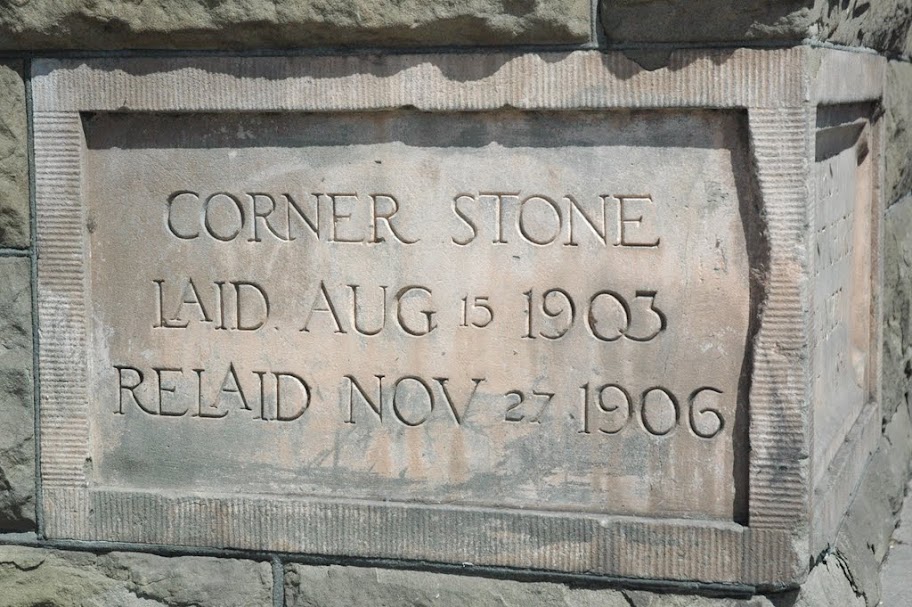 CORNER STONE
LAID. AUG 15 1903
RELAID NOV 27 1906